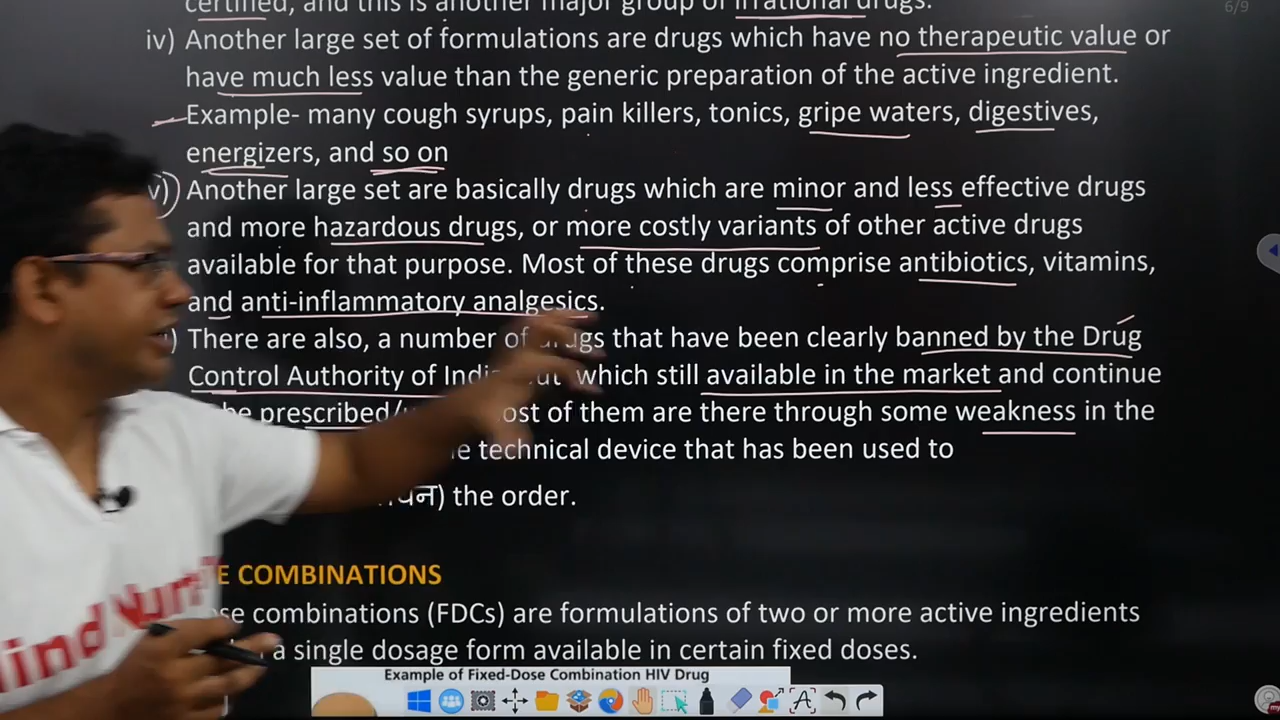 certified, and this is another major group of irrational drugs.
6/9
iv) Another large set of formulations are drugs which have no therapeutic value or
have much less value than the generic preparation of the active ingredient.
Example- many cough syrups, pain killers, tonics, gripe waters, digestives,
energizers, and so on
v) Another large set are basically drugs which are minor and less effective drugs
and more hazardous drugs, or more costly variants of other active drugs
available for that purpose. Most of these drugs comprise antibiotics, vitamins,
and anti-inflammatory analgesics.
) There are also, a number of drugs that have been clearly banned by the Drug
Control Authority of which still available in the market and continue
be prescribed/ of them are there through some weakness in the
technical device that has been used to
the order.
COMBINATIONS
combinations (FDCs) are formulations of two or more active ingredients
a single dosage form available in certain fixed doses.
Example of Fixed-Dose Combination HIV Drug